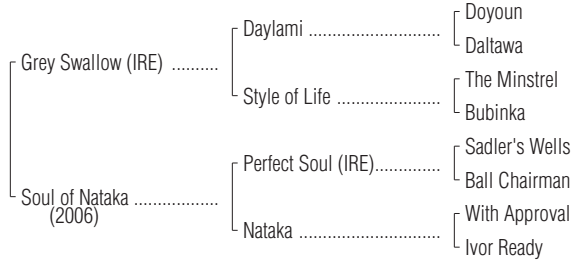 Doyoun
Daylami ..............................
Daltawa
Grey Swallow (IRE) ..........
The Minstrel
Style of Life ........................
Bubinka
Sadler's Wells
Perfect Soul (IRE)...............
Ball Chairman
Soul of Nataka ..................
(2006)
With Approval
Nataka ................................
Ivor Ready